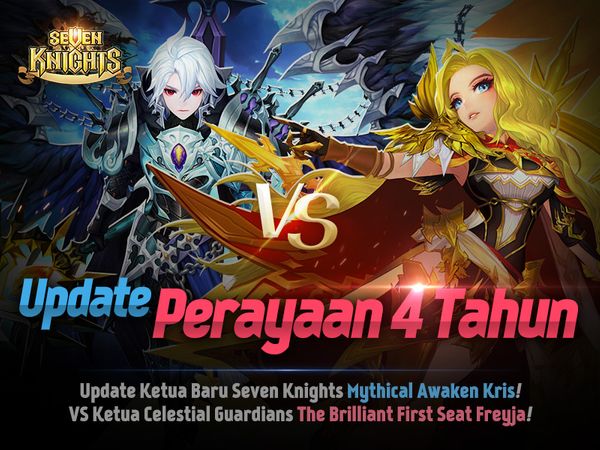 SEVEN
KNIGHTS
VS
Update Perayaan 4 Tahun
Update Ketua Baru Seven Knights Mythical Awaken Kris!
VS Ketua Celestial Guardians The Brilliant First Seat Freyja!